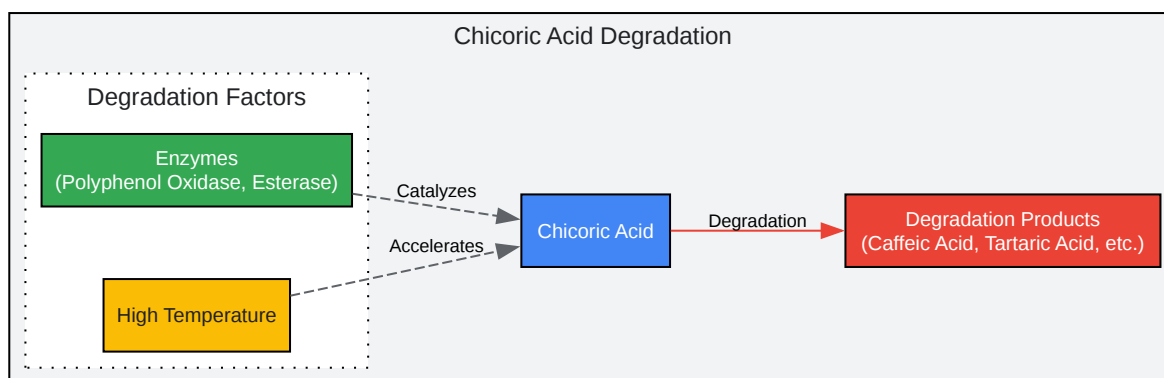 Chicoric Acid Degradation
Degradation Factors
Enzymes
(Polyphenol Oxidase, Esterase)
Catalyzes
Accelerates
High Temperature
Chicoric Acid
Degradation
Degradation Products
(Caffeic Acid, Tartaric Acid, etc.)